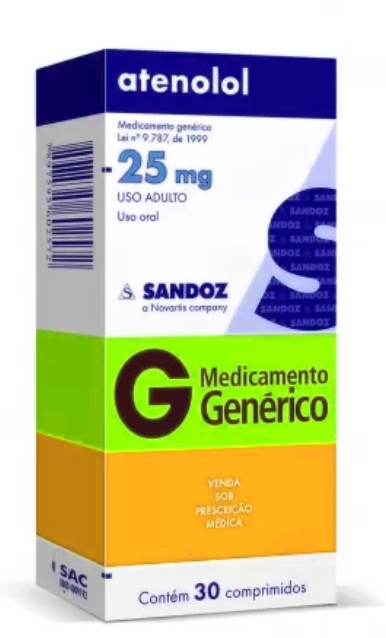 atenolol
Medicamento genérico
Lei nº 9.787, de 1999
25 mg
USO ADULTO
Uso oral
SANDOZ
a Novartis company
G Medicamento
Genérico
VENDA
SOB
PRESCRIÇÃO
MÉDICA
SAC
Contém 30 comprimidos